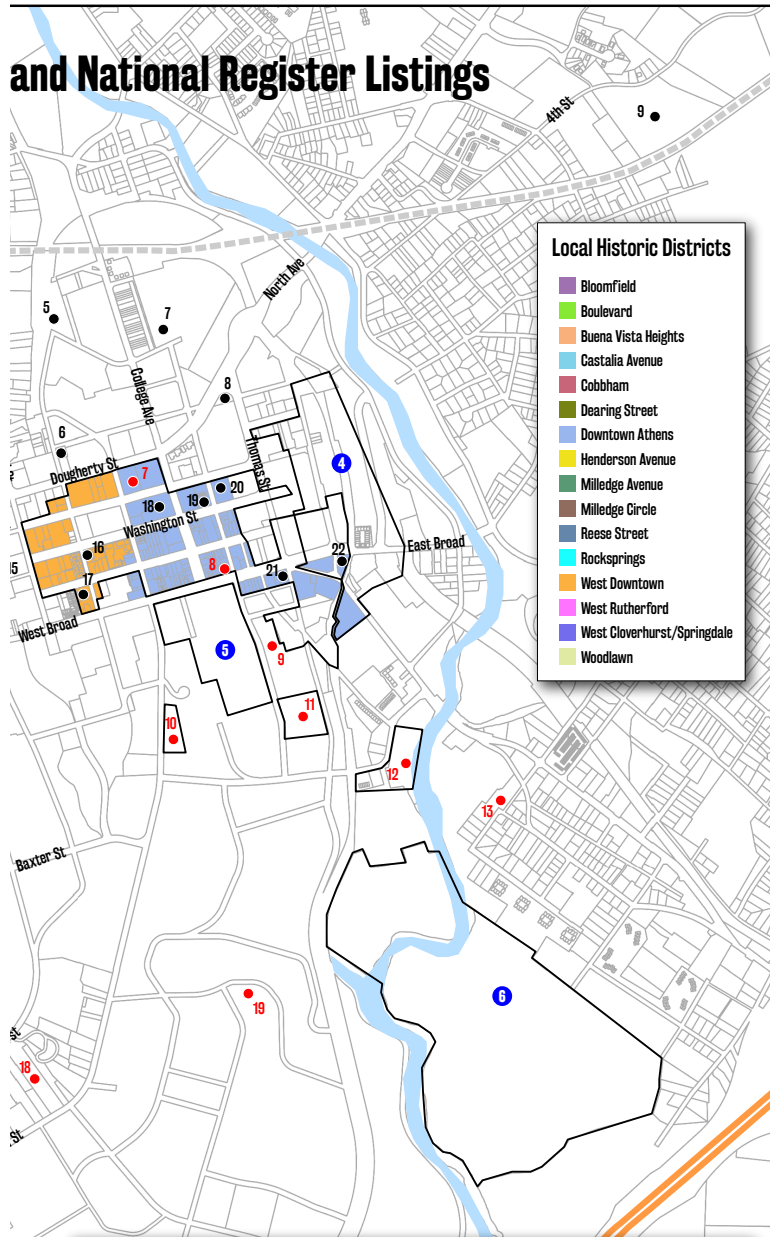 and National Register Listings
4th St
9
Local Historic Districts
Bloomfield
Boulevard
Buena Vista Heights
Castalia Avenue
Cobbham
Dearing Street
Downtown Athens
Henderson Avenue
Milledge Avenue
Milledge Circle
Reese Street
Rocksprings
West Downtown
West Rutherford
West Cloverhurst/Springdale
Woodlawn
North Ave
5
7
College Ave
8
6
Thomas St
4
Dougherty St
7
18
19
20
Washington St
16
15
East Broad
22
8
21
17
West Broad
5
9
10
11
12
13
Baxter St
6
19
st
18
St